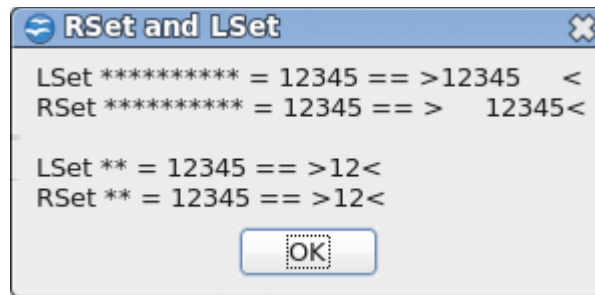 RSet and LSet
LSet ********** = 12345 == >12345     <
RSet ********** = 12345 == >     12345<
LSet ** = 12345 == >12<
RSet ** = 12345 == >12<
OK